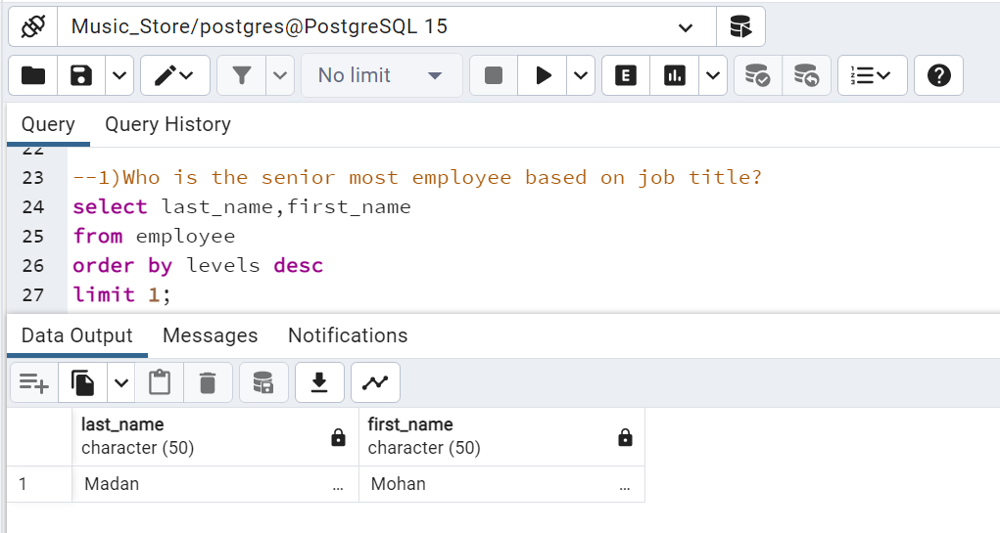 Music_Store/postgres@PostgreSQL 15
No limit
E
Query Query History
22
23 --1)Who is the senior most employee based on job title?
24 select last_name,first_name
25 from employee
26 order by levels desc
27 limit 1;
Data Output Messages Notifications
last_name first_name
character (50) character (50)
1 Madan ... Mohan ...